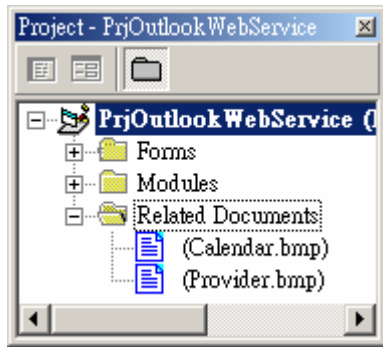 Project - PrjOutlookWebService
PrjOutlookWebService (
Forms
Modules
Related Documents
(Calendar.bmp)
(Provider.bmp)